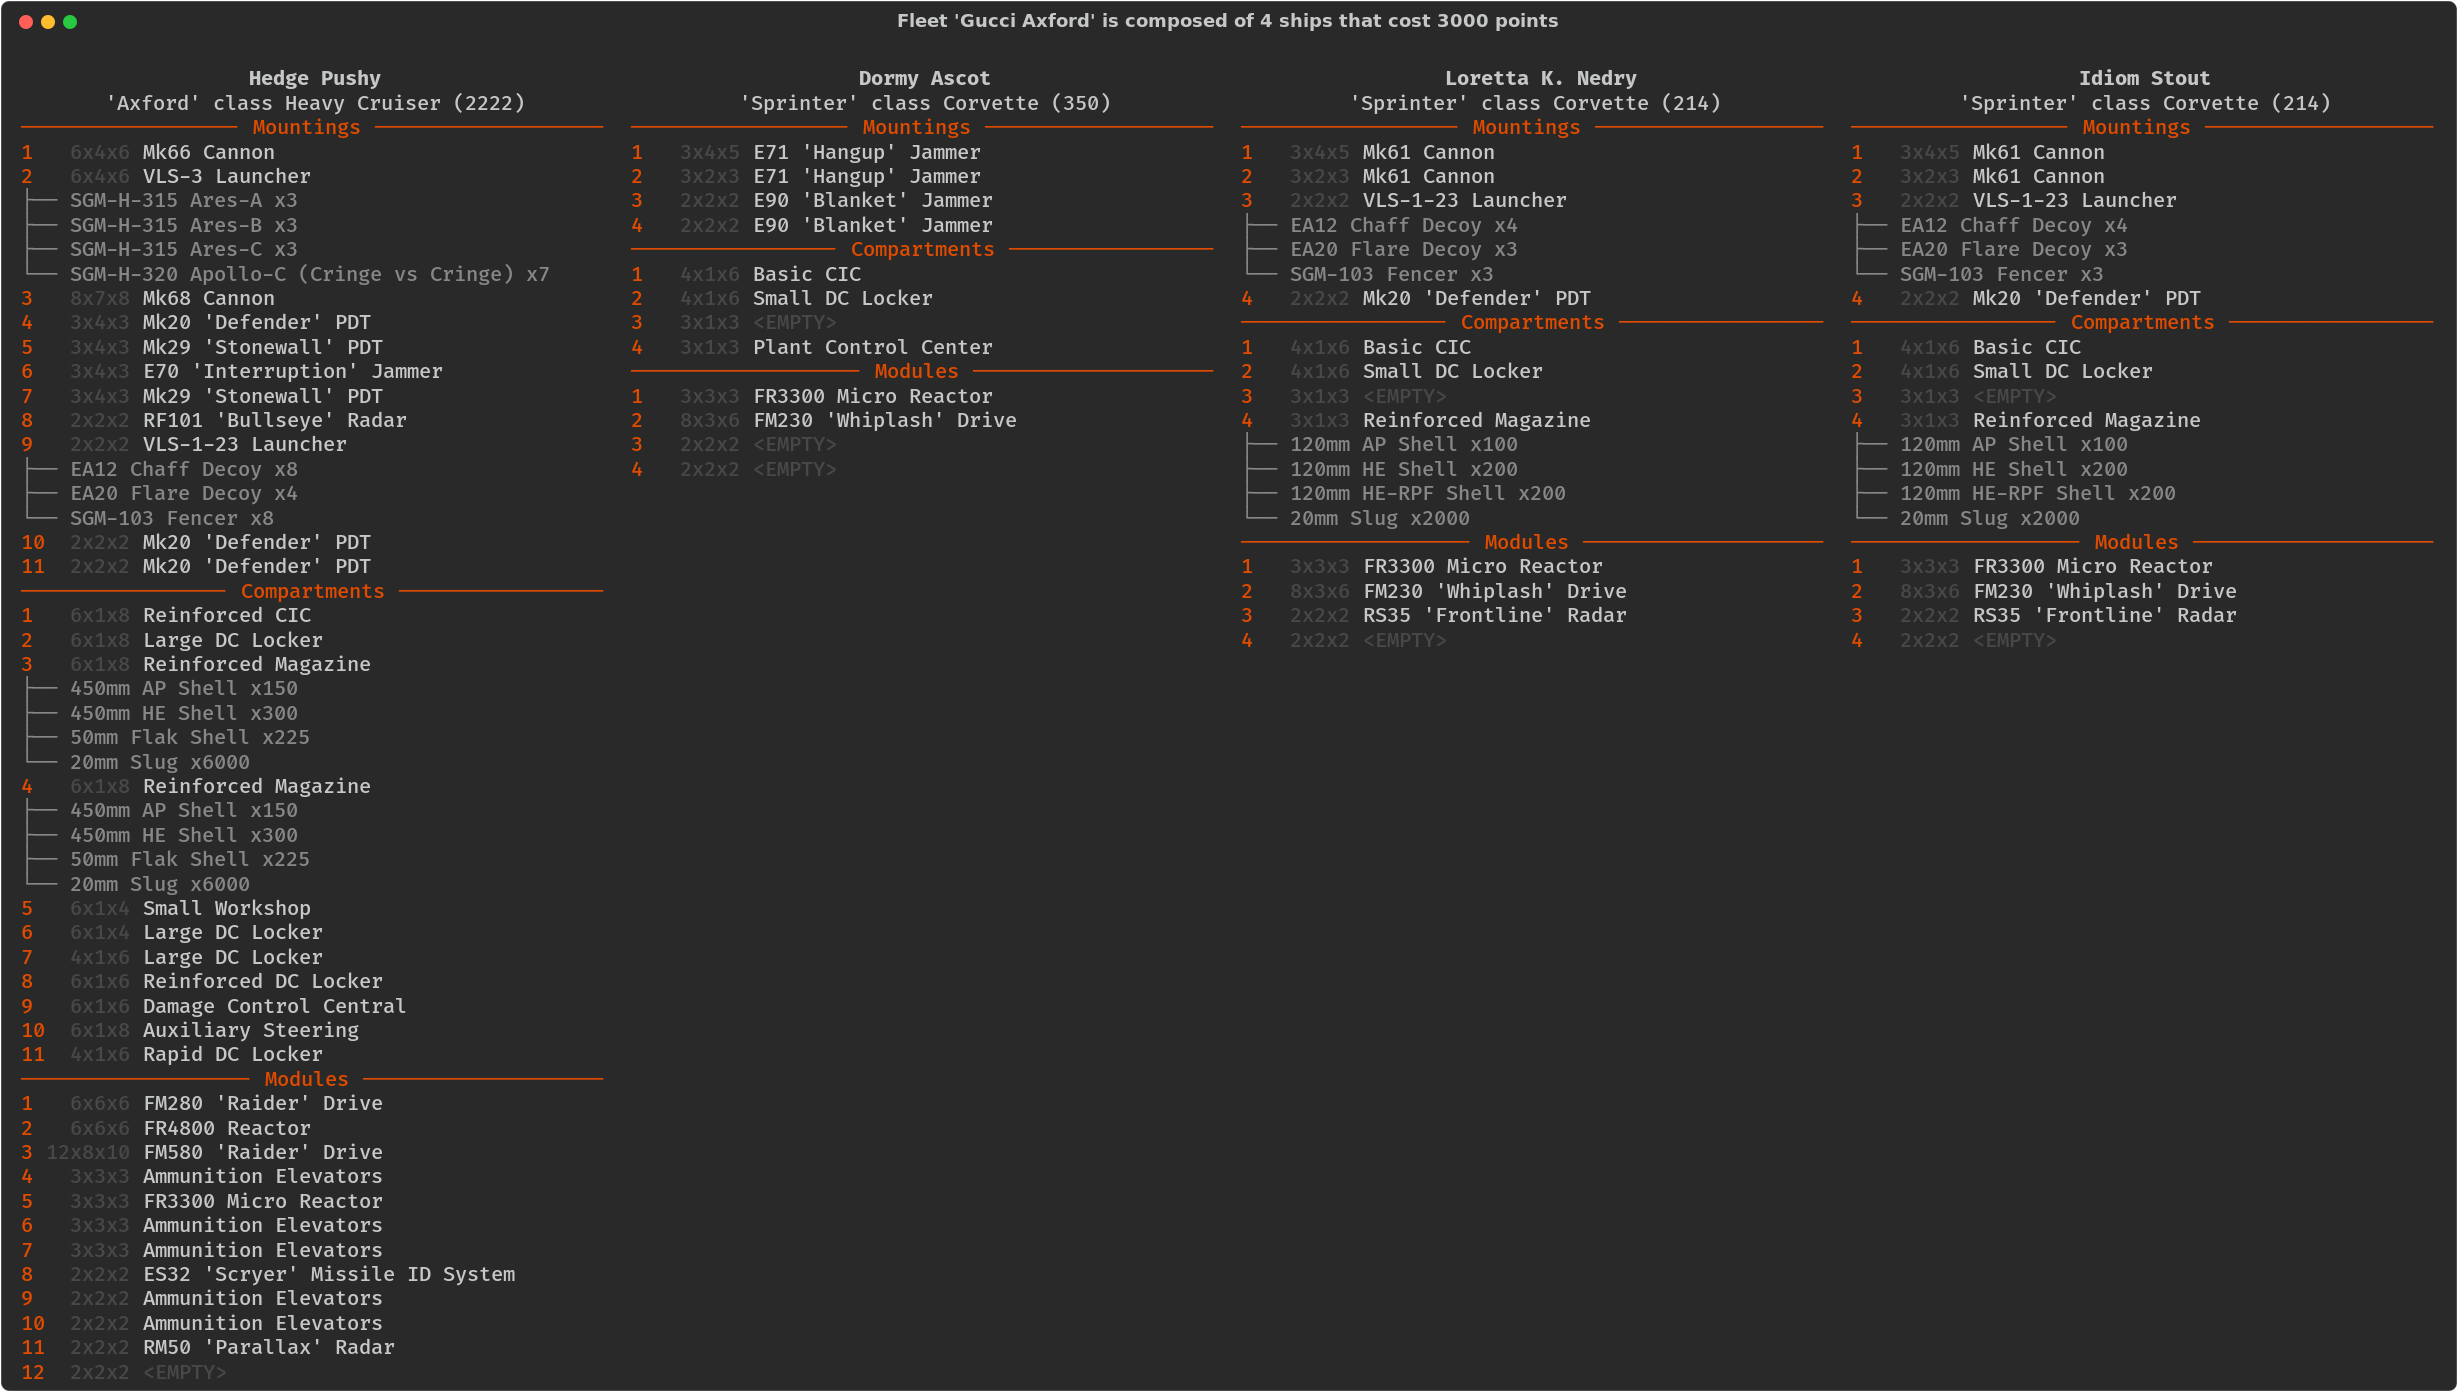 Fleet 'Gucci Axford' is composed of 4 ships that cost 3000 points
Hedge Pushy
'Axford' class Heavy Cruiser (2222)
Mountings
1 6x4x6 Mk66 Cannon
2 6x4x6 VLS-3 Launcher
SGM-H-315 Ares-A x3
SGM-H-315 Ares-B x3
SGM-H-315 Ares-C x3
SGM-H-320 Apollo-C (Cringe vs Cringe) x7
3 8x7x8 Mk68 Cannon
4 3x4x3 Mk20 'Defender' PDT
5 3x4x3 Mk29 'Stonewall' PDT
6 3x4x3 E70 'Interruption' Jammer
7 3x4x3 Mk29 'Stonewall' PDT
8 2x2x2 RF101 'Bullseye' Radar
9 2x2x2 VLS-1-23 Launcher
EA12 Chaff Decoy x8
EA20 Flare Decoy x4
SGM-103 Fencer x8
10 2x2x2 Mk20 'Defender' PDT
11 2x2x2 Mk20 'Defender' PDT
Compartments
1 6x1x8 Reinforced CIC
2 6x1x8 Large DC Locker
3 6x1x8 Reinforced Magazine
450mm AP Shell x150
450mm HE Shell x300
50mm Flak Shell x225
20mm Slug x6000
4 6x1x8 Reinforced Magazine
450mm AP Shell x150
450mm HE Shell x300
50mm Flak Shell x225
20mm Slug x6000
5 6x1x4 Small Workshop
6 6x1x4 Large DC Locker
7 4x1x6 Large DC Locker
8 6x1x6 Reinforced DC Locker
9 6x1x6 Damage Control Central
10 6x1x8 Auxiliary Steering
11 4x1x6 Rapid DC Locker
Modules
1 6x6x6 FM280 'Raider' Drive
2 6x6x6 FR4800 Reactor
3 12x8x10 FM580 'Raider' Drive
4 3x3x3 Ammunition Elevators
5 3x3x3 FR3300 Micro Reactor
6 3x3x3 Ammunition Elevators
7 3x3x3 Ammunition Elevators
8 2x2x2 ES32 'Scryer' Missile ID System
9 2x2x2 Ammunition Elevators
10 2x2x2 Ammunition Elevators
11 2x2x2 RM50 'Parallax' Radar
12 2x2x2 <EMPTY>
Dormy Ascot
'Sprinter' class Corvette (350)
Mountings
1 3x4x5 E71 'Hangup' Jammer
2 3x2x3 E71 'Hangup' Jammer
3 2x2x2 E90 'Blanket' Jammer
4 2x2x2 E90 'Blanket' Jammer
Compartments
1 4x1x6 Basic CIC
2 4x1x6 Small DC Locker
3 3x1x3 <EMPTY>
4 3x1x3 Plant Control Center
Modules
1 3x3x3 FR3300 Micro Reactor
2 8x3x6 FM230 'Whiplash' Drive
3 2x2x2 <EMPTY>
4 2x2x2 <EMPTY>
Loretta K. Nedry
'Sprinter' class Corvette (214)
Mountings
1 3x4x5 Mk61 Cannon
2 3x2x3 Mk61 Cannon
3 2x2x2 VLS-1-23 Launcher
EA12 Chaff Decoy x4
EA20 Flare Decoy x3
SGM-103 Fencer x3
4 2x2x2 Mk20 'Defender' PDT
Compartments
1 4x1x6 Basic CIC
2 4x1x6 Small DC Locker
3 3x1x3 <EMPTY>
4 3x1x3 Reinforced Magazine
120mm AP Shell x100
120mm HE Shell x200
120mm HE-RPF Shell x200
20mm Slug x2000
Modules
1 3x3x3 FR3300 Micro Reactor
2 8x3x6 FM230 'Whiplash' Drive
3 2x2x2 RS35 'Frontline' Radar
4 2x2x2 <EMPTY>
Idiom Stout
'Sprinter' class Corvette (214)
Mountings
1 3x4x5 Mk61 Cannon
2 3x2x3 Mk61 Cannon
3 2x2x2 VLS-1-23 Launcher
EA12 Chaff Decoy x4
EA20 Flare Decoy x3
SGM-103 Fencer x3
4 2x2x2 Mk20 'Defender' PDT
Compartments
1 4x1x6 Basic CIC
2 4x1x6 Small DC Locker
3 3x1x3 <EMPTY>
4 3x1x3 Reinforced Magazine
120mm AP Shell x100
120mm HE Shell x200
120mm HE-RPF Shell x200
20mm Slug x2000
Modules
1 3x3x3 FR3300 Micro Reactor
2 8x3x6 FM230 'Whiplash' Drive
3 2x2x2 RS35 'Frontline' Radar
4 2x2x2 <EMPTY>